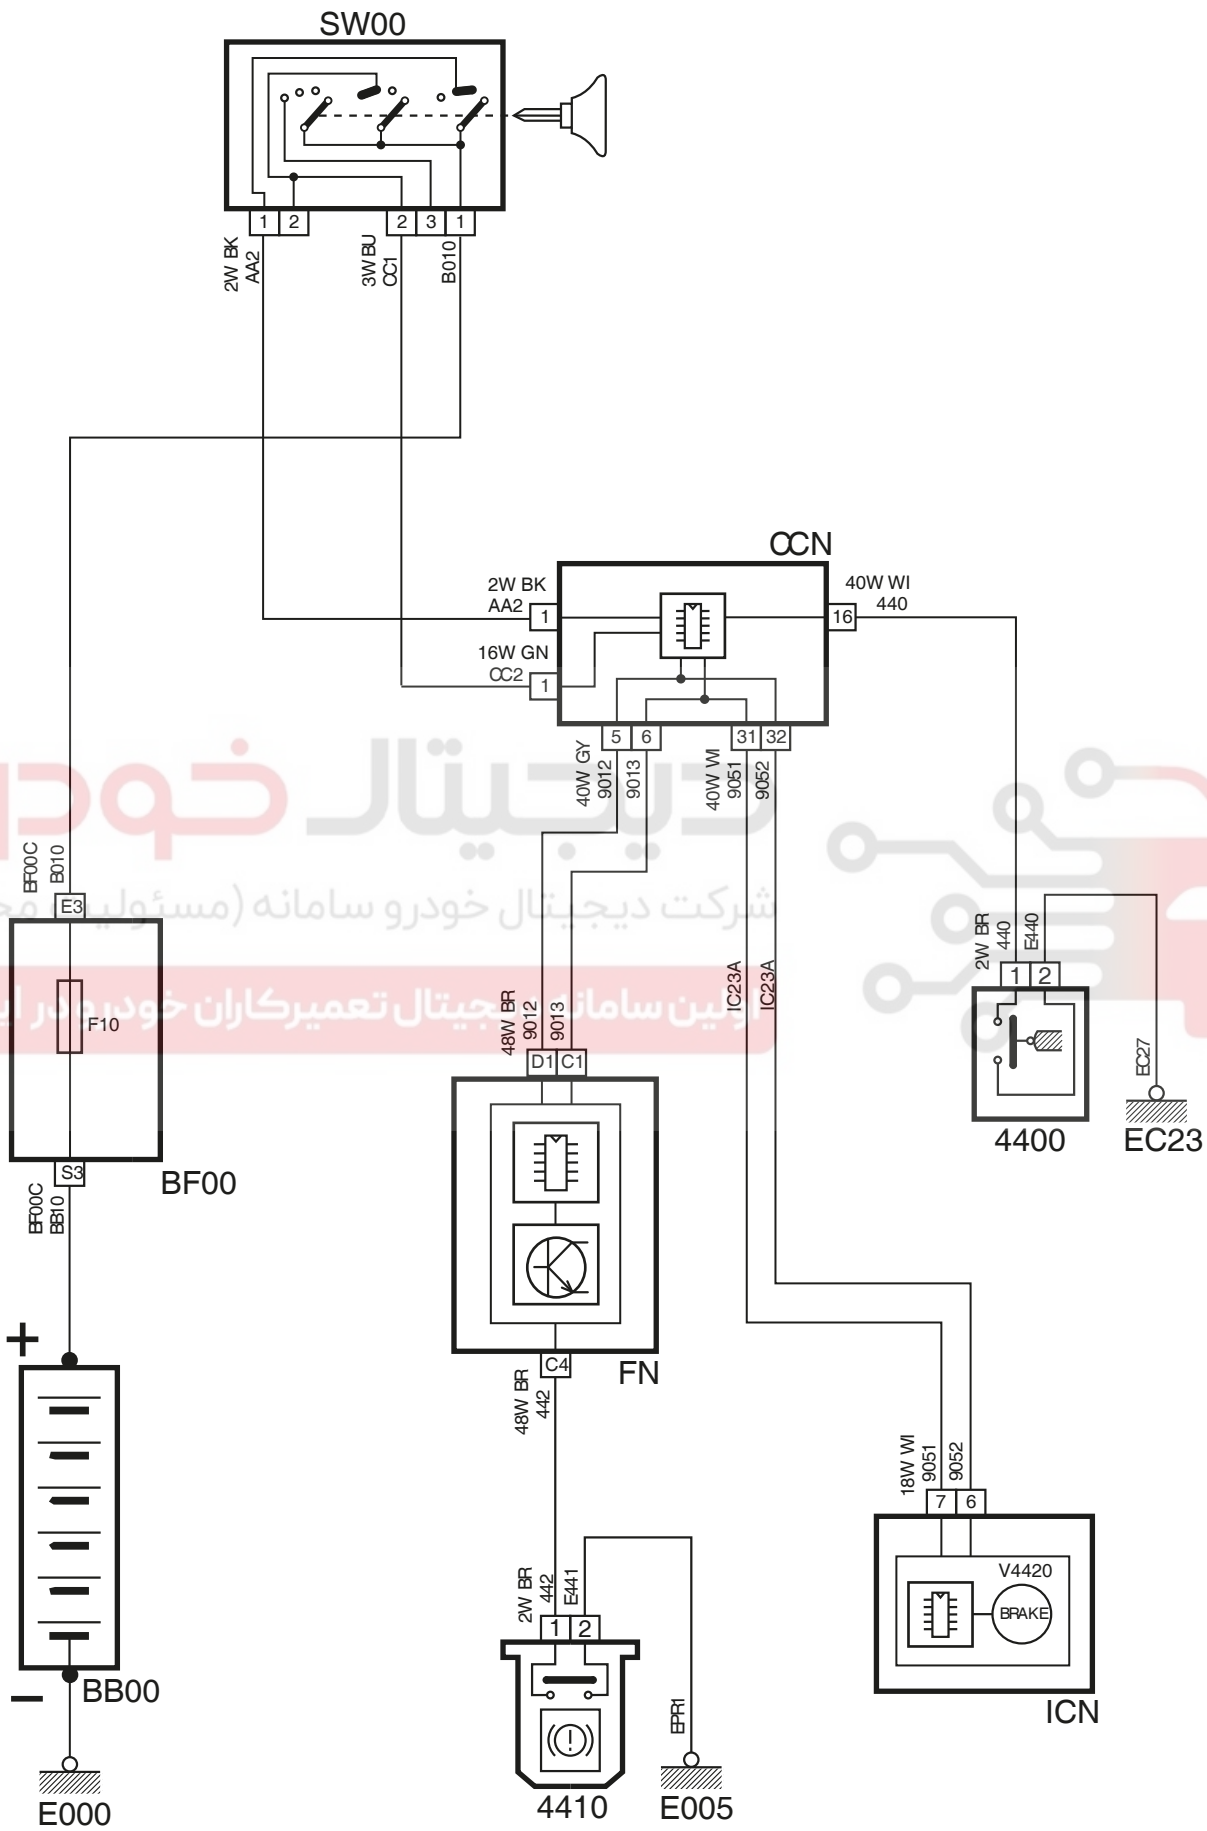 SW00
1 2 2 3 1
2W BK
AA2
3W BU
CC1
B010
CCN
2W BK
AA2
1
16W GN
CC2
1
16
40W WI
440
5 6 31 32
40W GY
9012
9013
40W WI
9051
9052
دیجیتال خودرو
شرکت دیجیتال خودرو سامانه (مسئولیت
اولین سامانه دیجیتال تعمیرکاران خودرو در
BF00C
B010
E3
F10
S3
BF00C
BB10
BF00
IC23A
IC23A
2W BR
440
E440
1 2
4400
EC27
EC23
48W BR
9012
9013
D1 C1
C4
FN
48W BR
442
+
−
BB00
E000
18W WI
9051
9052
7 6
V4420
BRAKE
ICN
2W BR
442
E441
1 2
(!)
4410
EPR1
E005